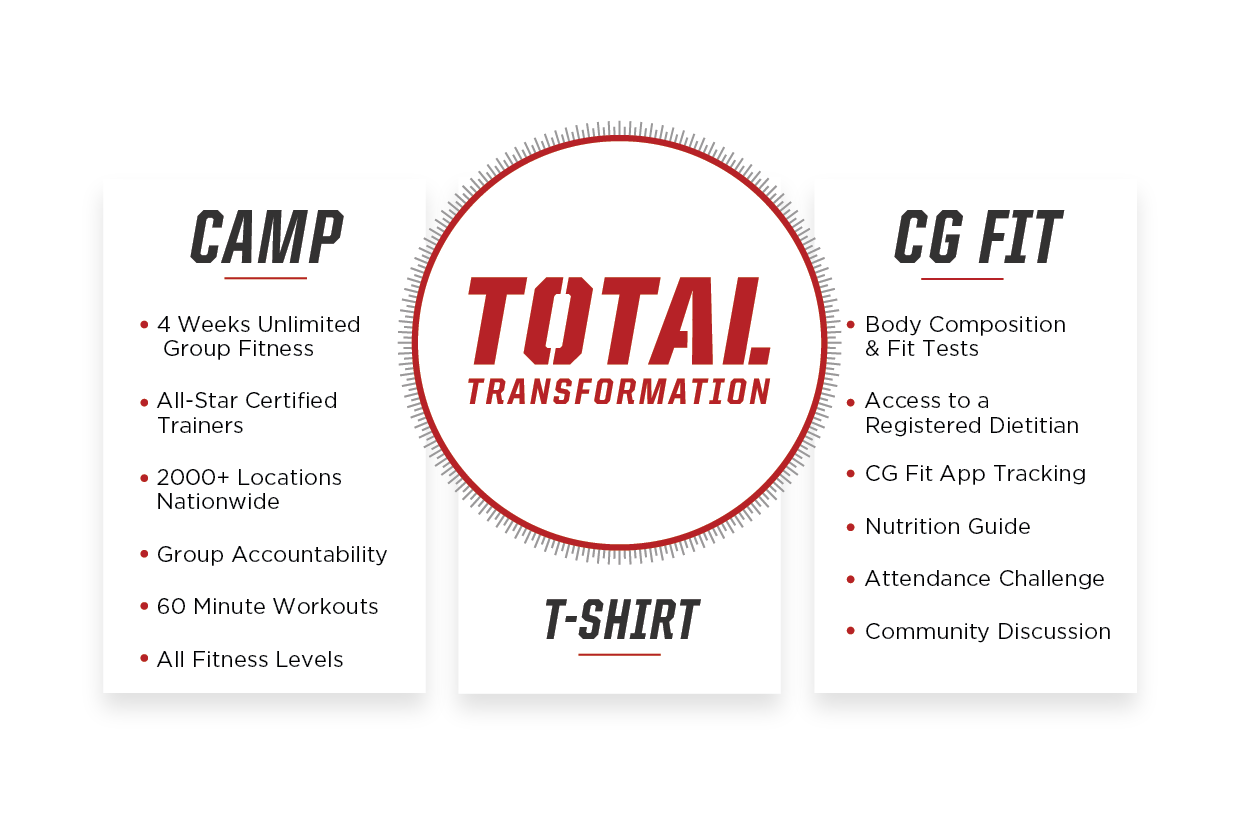 CAMP
• 4 Weeks Unlimited
Group Fitness
• All-Star Certified
Trainers
• 2000+ Locations
Nationwide
• Group Accountability
• 60 Minute Workouts
• All Fitness Levels
TOTAL
TRANSFORMATION
T-SHIRT
CG FIT
• Body Composition
& Fit Tests
• Access to a
Registered Dietitian
• CG Fit App Tracking
• Nutrition Guide
• Attendance Challenge
• Community Discussion